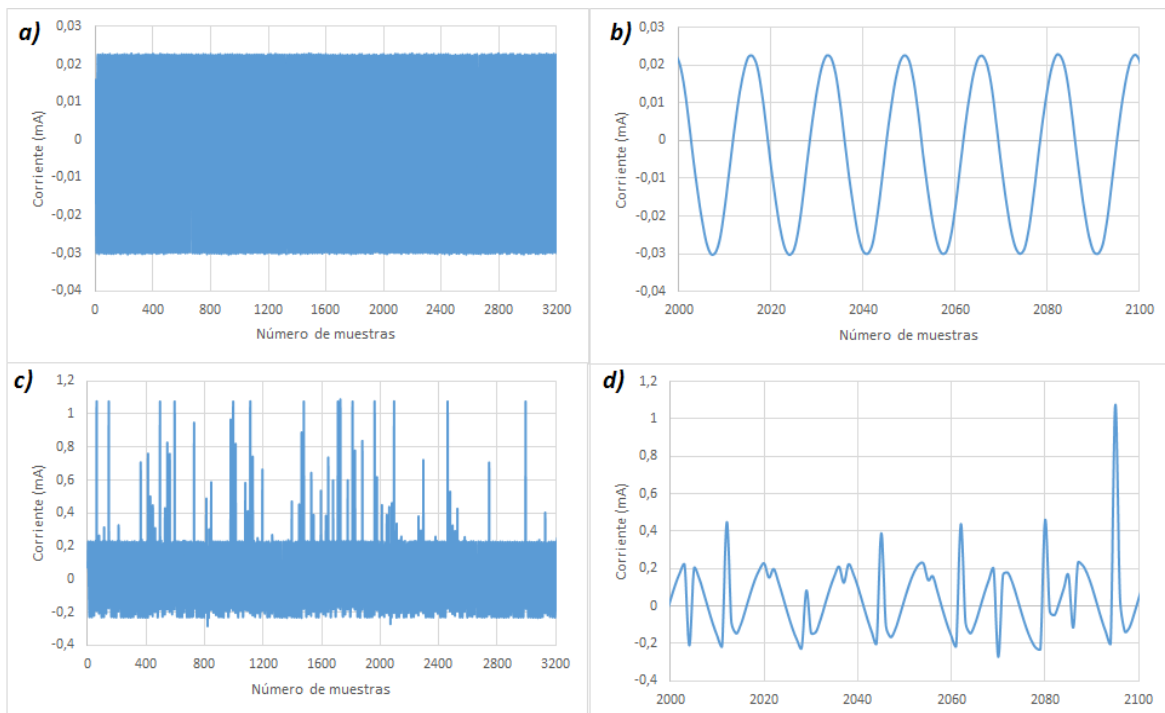 a)
0,03
0,02
0,01
0
-0,01
-0,02
-0,03
-0,04
Corriente (mA)
0 400 800 1200 1600 2000 2400 2800 3200
Número de muestras
b)
0,03
0,02
0,01
0
-0,01
-0,02
-0,03
-0,04
Corriente (mA)
2000 2020 2040 2060 2080 2100
Número de muestras
c)
1,2
1
0,8
0,6
0,4
0,2
0
-0,2
-0,4
Corriente (mA)
0 400 800 1200 1600 2000 2400 2800 3200
Número de muestras
d)
1,2
1
0,8
0,6
0,4
0,2
0
-0,2
-0,4
Corriente (mA)
2000 2020 2040 2060 2080 2100
Número de muestras